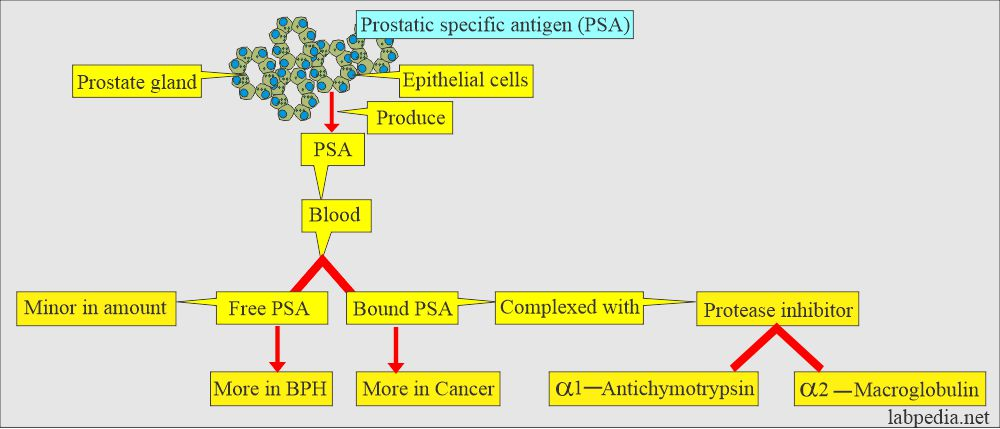 Prostatic specific antigen (PSA)
Prostate gland
Epithelial cells
Produce
PSA
Blood
Minor in amount
Free PSA
Bound PSA
Complexed with
Protease inhibitor
More in BPH
More in Cancer
α1—Antichymotrypsin
α2 — Macroglobulin
labpedia.net